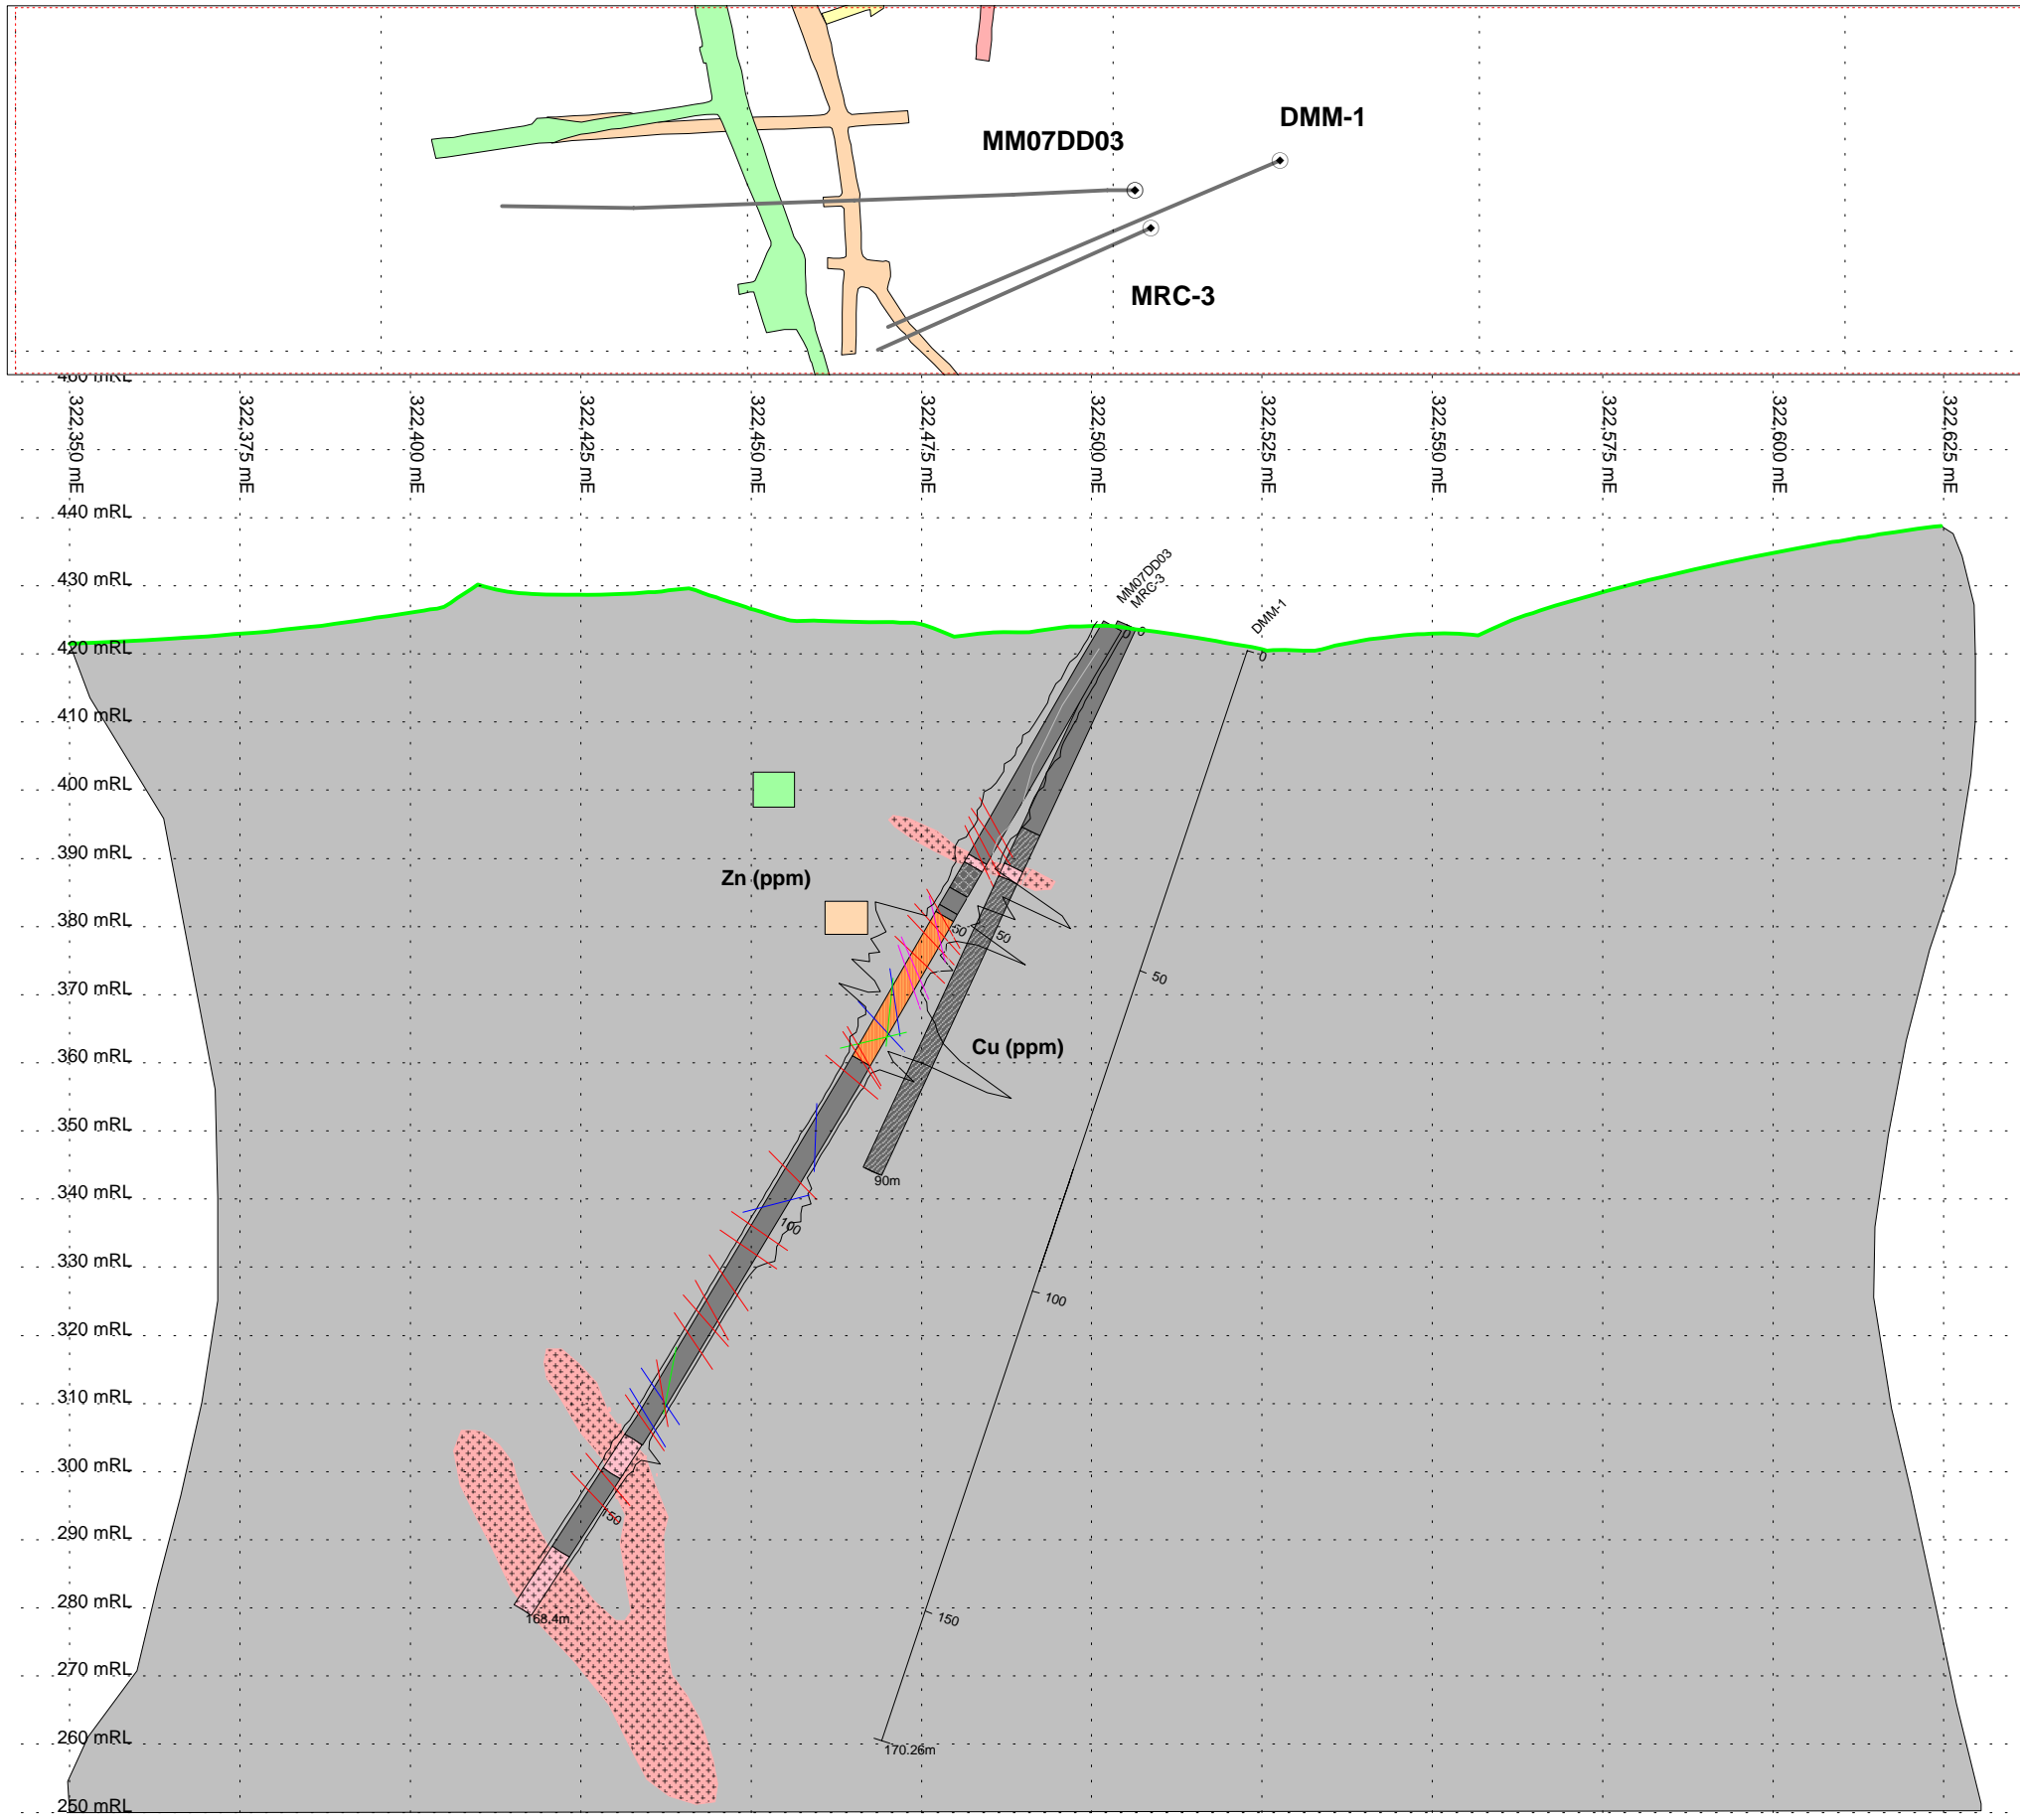 DMM-1
MM07DD03
MRC-3
460 mRL
322,350 mE
322,375 mE
322,400 mE
322,425 mE
322,450 mE
322,475 mE
322,500 mE
322,525 mE
322,550 mE
322,575 mE
322,600 mE
322,625 mE
440 mRL
430 mRL
MM07DD03
MRC-3
DMM-1
0
0
0
420 mRL
410 mRL
400 mRL
390 mRL
Zn (ppm)
380 mRL
50
50
50
370 mRL
360 mRL
Cu (ppm)
350 mRL
90m
340 mRL
100
330 mRL
100
320 mRL
310 mRL
300 mRL
150
290 mRL
280 mRL
168.4m
150
270 mRL
260 mRL
170.26m
250 mRL